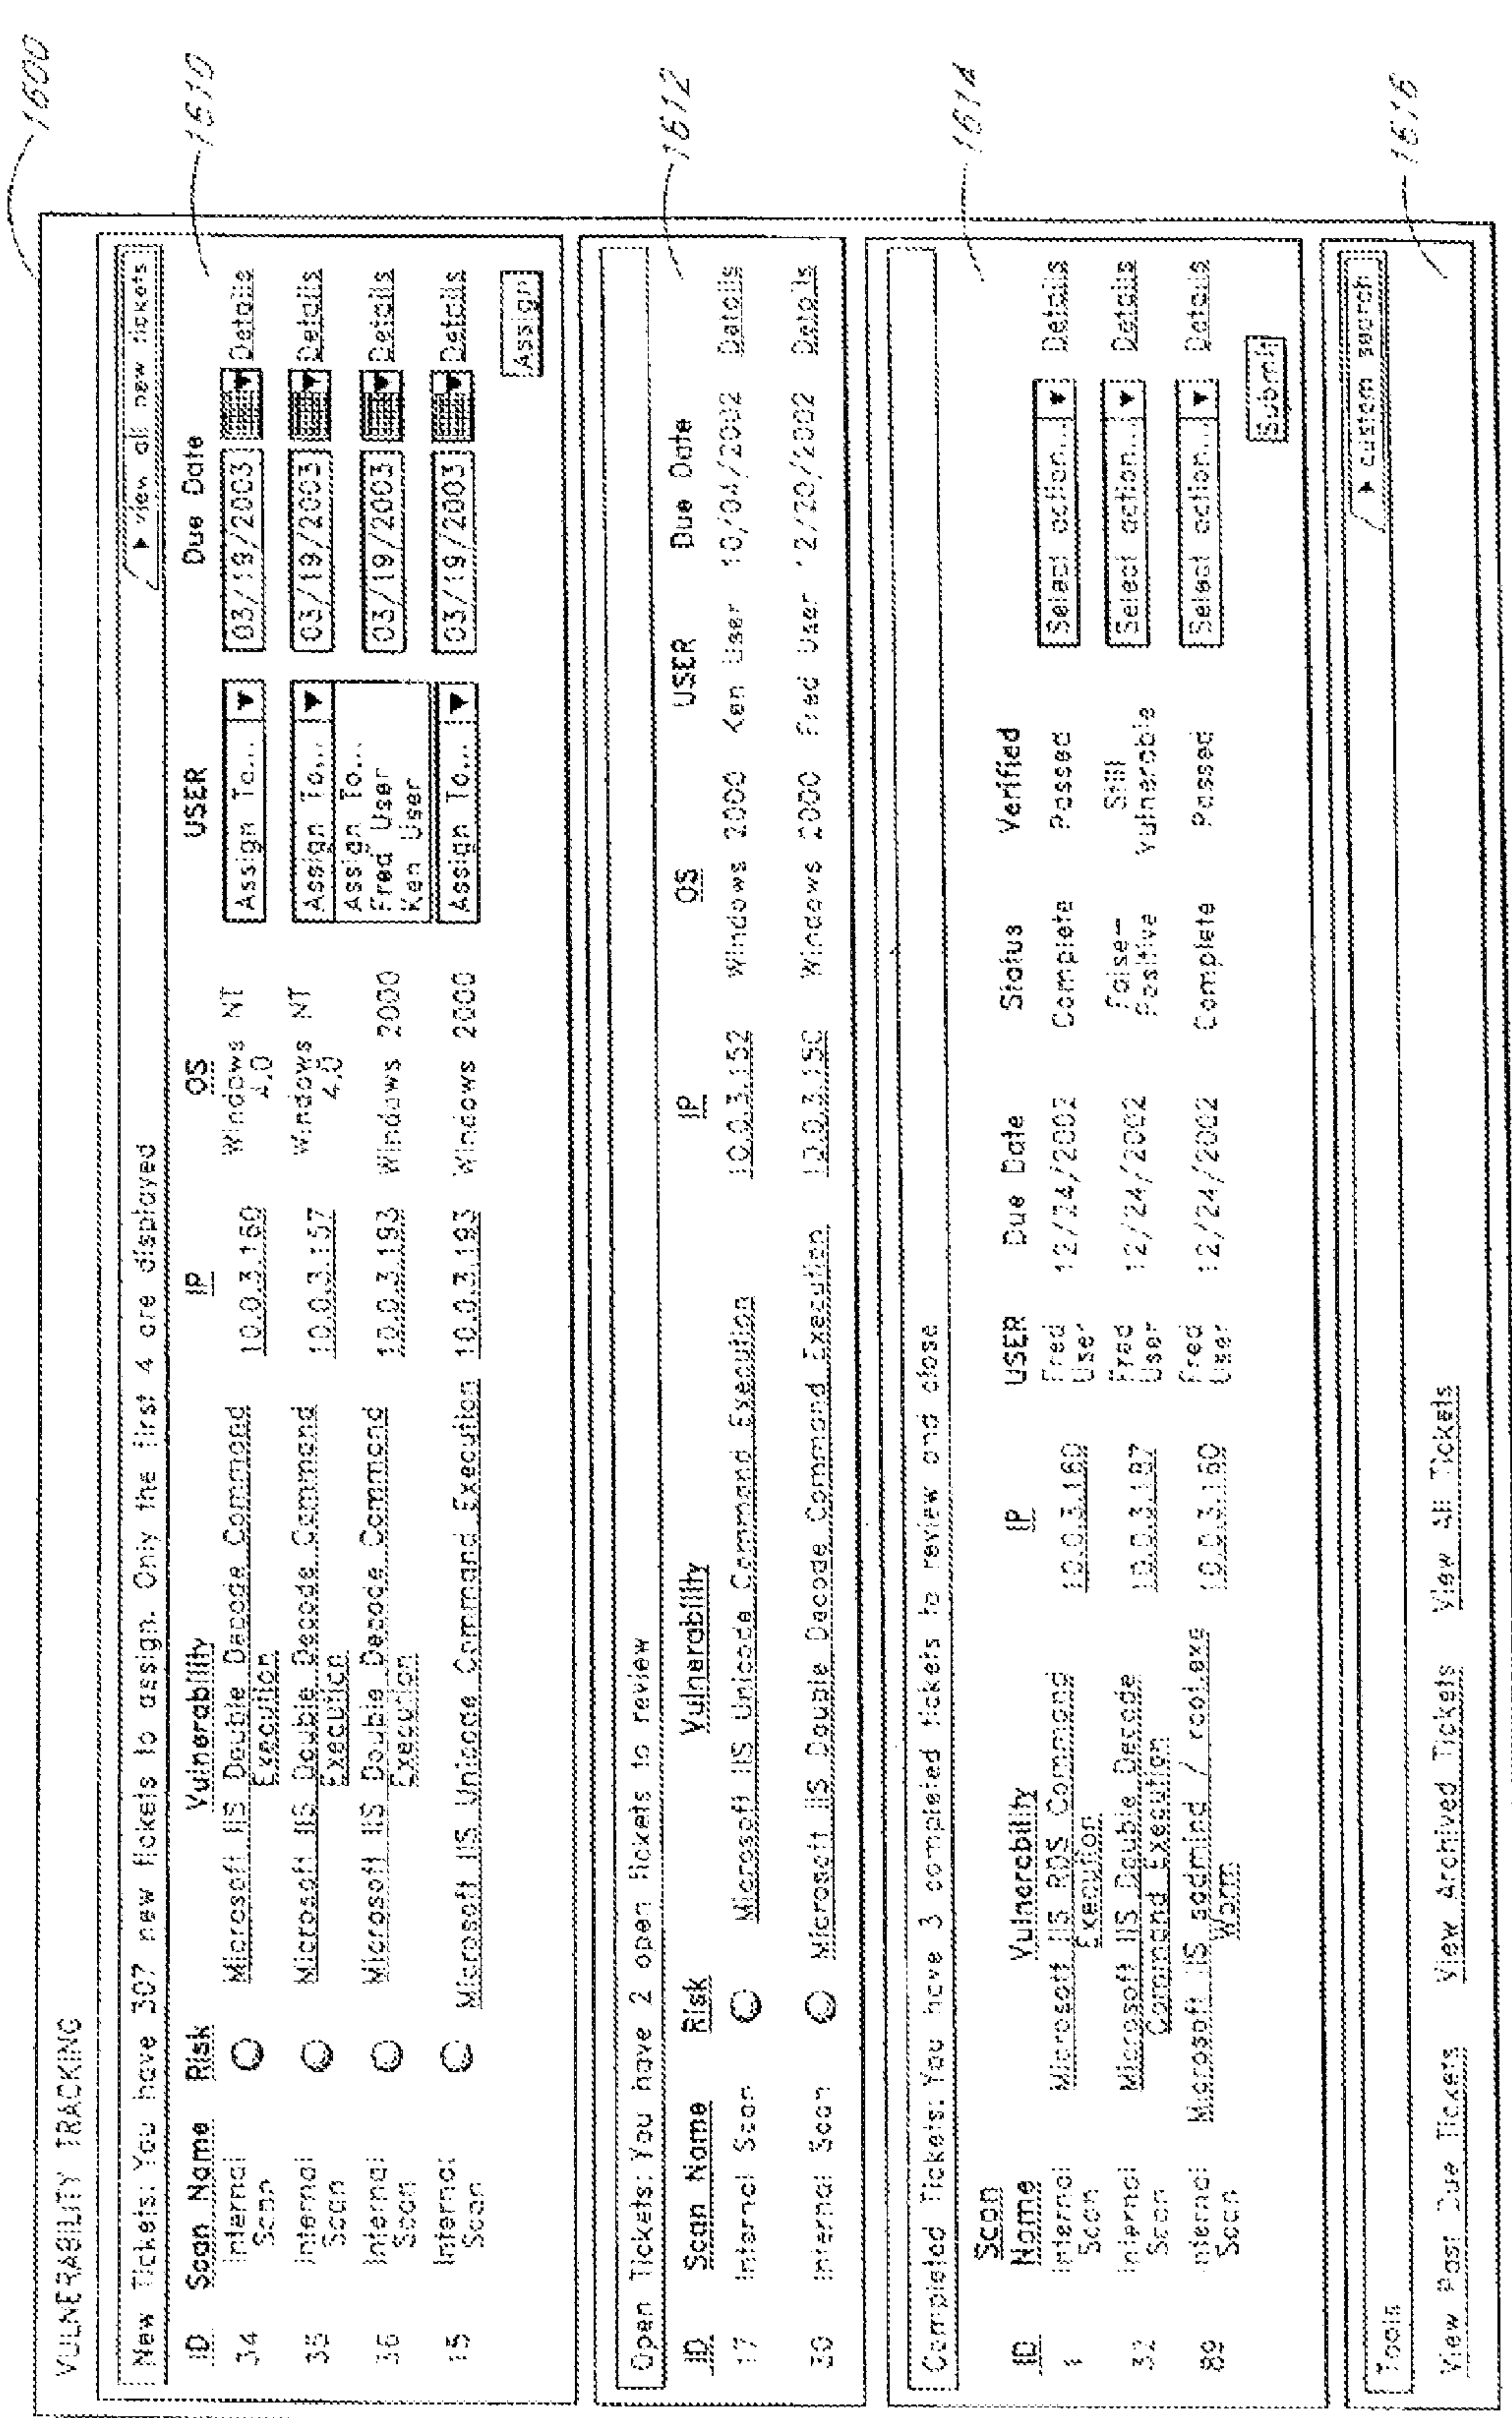 1600
VULNERABILITY TRACKING
New Tickets: You have 307 new tickets to assign. Only the first 4 are displayed ▶ view all new tickets
1610
ID Scan Name Risk Vulnerability IP OS USER Due Date
34 Internal Scan Microsoft IIS Double Decode Command Execution 10.0.3.160 Windows NT 4.0 Assign To... ▼ 03/19/2003 ▼ Details
35 Internal Scan Microsoft IIS Double Decode Command Execution 10.0.3.157 Windows NT 4.0 Assign To... ▼ 03/19/2003 ▼ Details
Assign To...
Fred User
Ken User
36 Internal Scan Microsoft IIS Double Decode Command Execution 10.0.3.193 Windows 2000 03/19/2003 ▼ Details
15 Internal Scan Microsoft IIS Unicode Command Execution 10.0.3.193 Windows 2000 Assign To... ▼ 03/19/2003 ▼ Details
Assign
Open Tickets: You have 2 open tickets to review
1612
ID Scan Name Risk Vulnerability IP OS USER Due Date
17 Internal Scan Microsoft IIS Unicode Command Execution 10.0.3.152 Windows 2000 Ken User 10/04/2002 Details
Internal Scan Microsoft IIS Double Decode Command Execution 10.0.3.150 Windows 2000 Fred User 12/20/2002 Details
Completed Tickets: You have 3 completed tickets to review and close
1614
ID Scan Name Vulnerability IP USER Due Date Status Verified
Internal Scan Microsoft IIS RDS Command Execution 10.0.3.160 Fred User 12/24/2002 Complete Passed Select action... ▼ Details
32 Internal Scan Microsoft IIS Double Decode Command Execution 10.0.3.187 Fred User 12/24/2002 False-Positive Still Vulnerable Select action... ▼ Details
89 Internal Scan Microsoft IIS sadmind / root.exe Worm Fred User 12/24/2002 Complete Passed Select action... ▼ Details
Submit
Tools ▶ custom search
1616
View Past Due Tickets View Archived Tickets View All Tickets